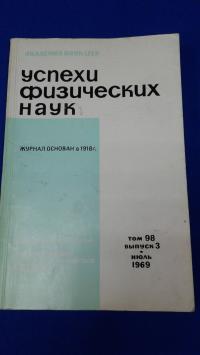 АКАДЕМИЯ НАУК СССР
УСПЕХИ
ФИЗИЧЕСКИХ
НАУК
ЖУРНАЛ ОСНОВАН в 1918 г.
ТОМ 98
ВЫПУСК 3
ИЮЛЬ
1969